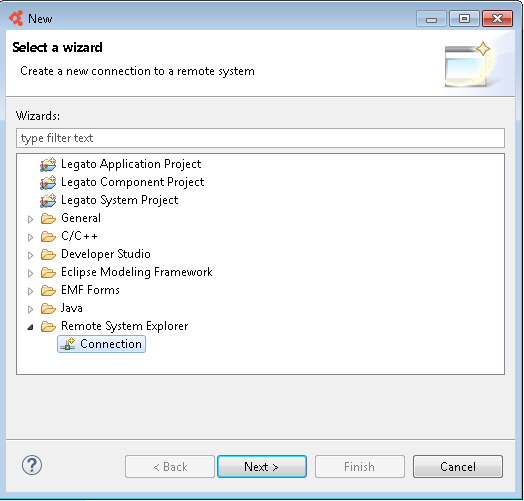 New
Select a wizard
Create a new connection to a remote system
Wizards:
type filter text
Legato Application Project
Legato Component Project
Legato System Project
General
C/C++
Developer Studio
Eclipse Modeling Framework
EMF Forms
Java
Remote System Explorer
Connection
? < Back Next > Finish Cancel